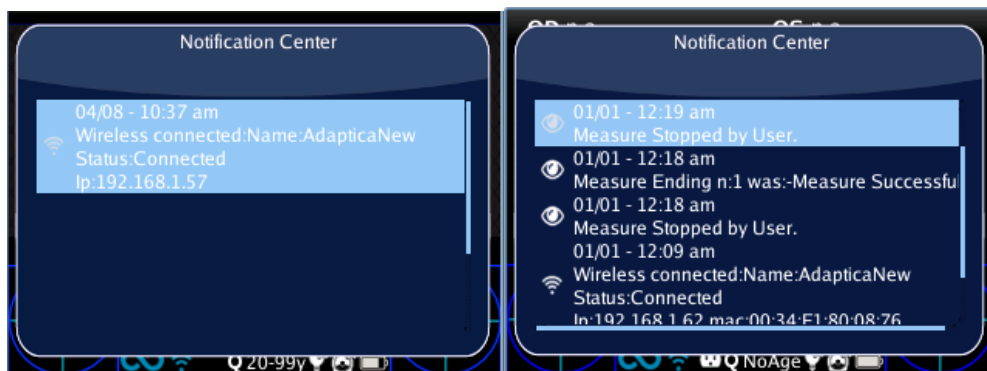 Notification Center
04/08 - 10:37 am
Wireless connected:Name:AdapticaNew
Status:Connected
Ip:192.168.1.57
Q 20-99y
Notification Center
01/01 - 12:19 am
Measure Stopped by User.
01/01 - 12:18 am
Measure Ending n:1 was:-Measure Successful
01/01 - 12:18 am
Measure Stopped by User.
01/01 - 12:09 am
Wireless connected:Name:AdapticaNew
Status:Connected
Ip:192.168.1.62 mac:00:34:F1:80:08:76
Q NoAge